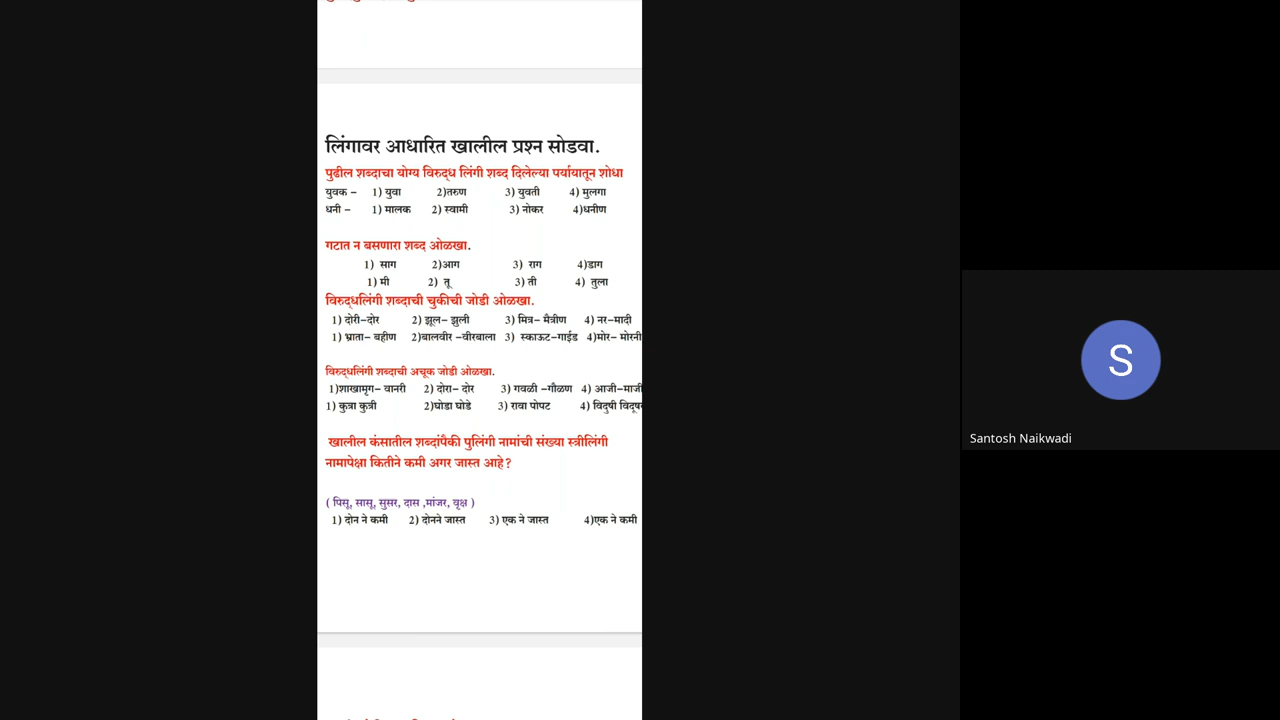 लिंगावर आधारित खालील प्रश्न सोडवा.
पुढील शब्दाचा योग्य विरुद्ध लिंगी शब्द दिलेल्या पर्यायातून शोधा
युवक – 1) युवा 2)तरुण 3) युवती 4) मुलगा
धनी – 1) मालक 2) स्वामी 3) नोकर 4)धनीण
गटात न बसणारा शब्द ओळखा.
1) साग 2)आग 3) राग 4)डाग
1) मी 2) तू 3) ती 4) तुला
विरुद्धलिंगी शब्दाची चुकीची जोडी ओळखा.
1) दोरी–दोर 2) झूल– झुली 3) मित्र– मैत्रीण 4) नर–मादी
1) भ्राता– बहीण 2)बालवीर –वीरबाला 3) स्काऊट–गाईड 4)मोर– मोरनी
विरुद्धलिंगी शब्दाची अचूक जोडी ओळखा.
1)शाखामृग– वानरी 2) दोरा– दोर 3) गवळी –गौळण 4) आजी–माजी
1) कुत्रा कुत्री 2)घोडा घोडे 3) रावा पोपट 4) विदुषी
खालील कंसातील शब्दांपैकी पुलिंगी नामांची संख्या स्त्रीलिंगी
नामापेक्षा कितीने कमी अगर जास्त आहे?
( पिसू, सासू, सुसर, दास ,मांजर, वृक्ष )
1) दोन ने कमी 2) दोनने जास्त 3) एक ने जास्त 4)एक ने कमी
Santosh Naikwadi
S